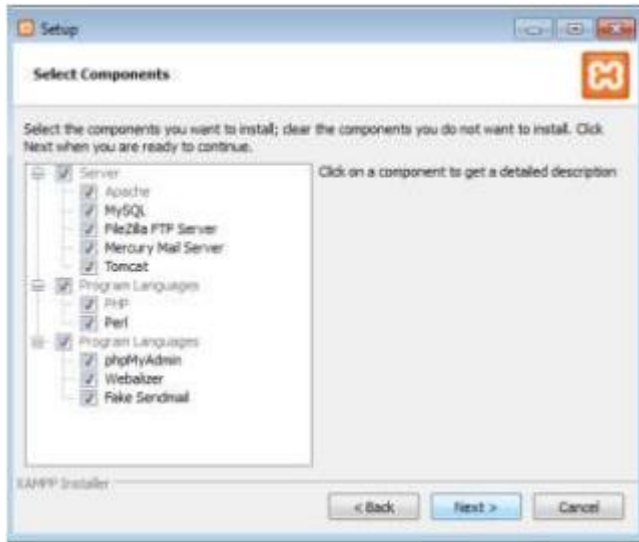 Setup
Select Components
Select the components you want to install; clear the components you do not want to install. Click
Next when you are ready to continue.
Server
Apache
MySQL
FileZilla FTP Server
Mercury Mail Server
Tomcat
Program Languages
PHP
Perl
Program Languages
phpMyAdmin
Webalizer
Fake Sendmail
Click on a component to get a detailed description
XAMPP Installer
< Back
Next >
Cancel